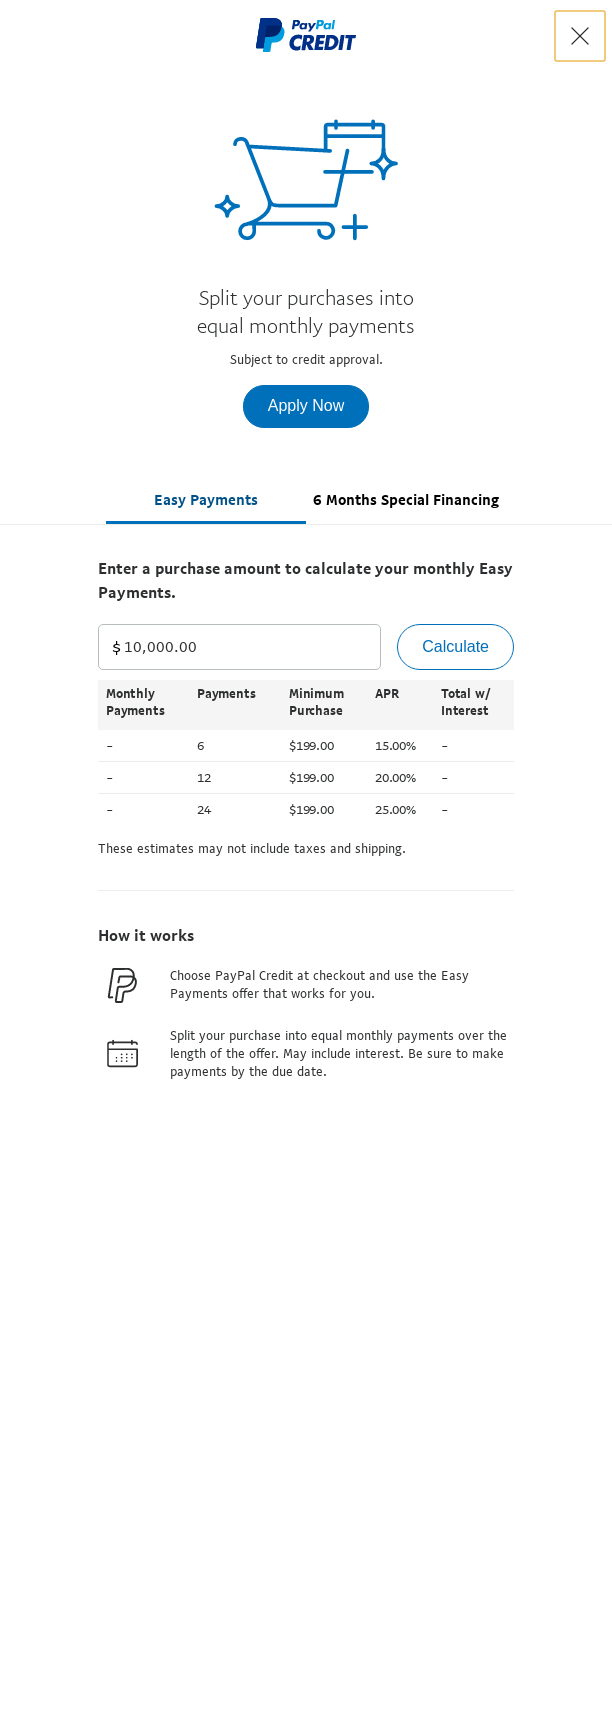 PayPal
CREDIT
Split your purchases into
equal monthly payments
Subject to credit approval.
Apply Now
Easy Payments 6 Months Special Financing
Enter a purchase amount to calculate your monthly Easy
Payments.
$ 10,000.00 Calculate
Monthly Payments Minimum APR Total w/
Payments Purchase Interest
– 6 $199.00 15.00% –
– 12 $199.00 20.00% –
– 24 $199.00 25.00% –
These estimates may not include taxes and shipping.
How it works
Choose PayPal Credit at checkout and use the Easy
Payments offer that works for you.
Split your purchase into equal monthly payments over the
length of the offer. May include interest. Be sure to make
payments by the due date.